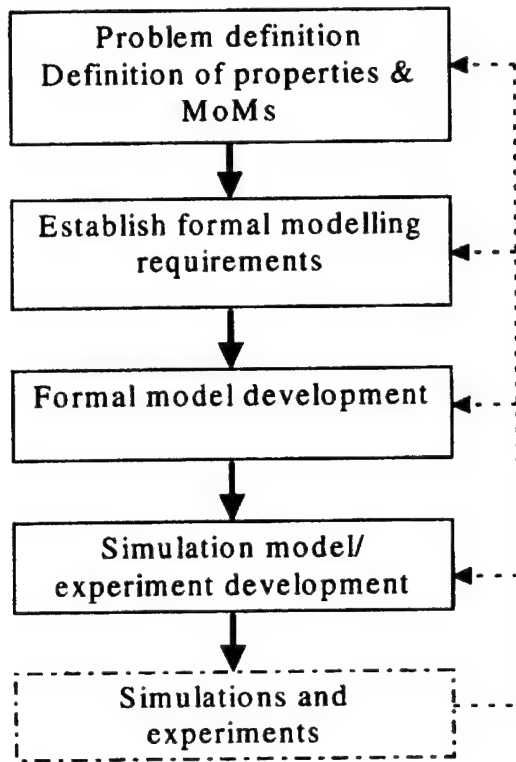 Problem definition
Definition of properties &
MoMs
Establish formal modelling
requirements
Formal model development
Simulation model/
experiment development
Simulations and
experiments